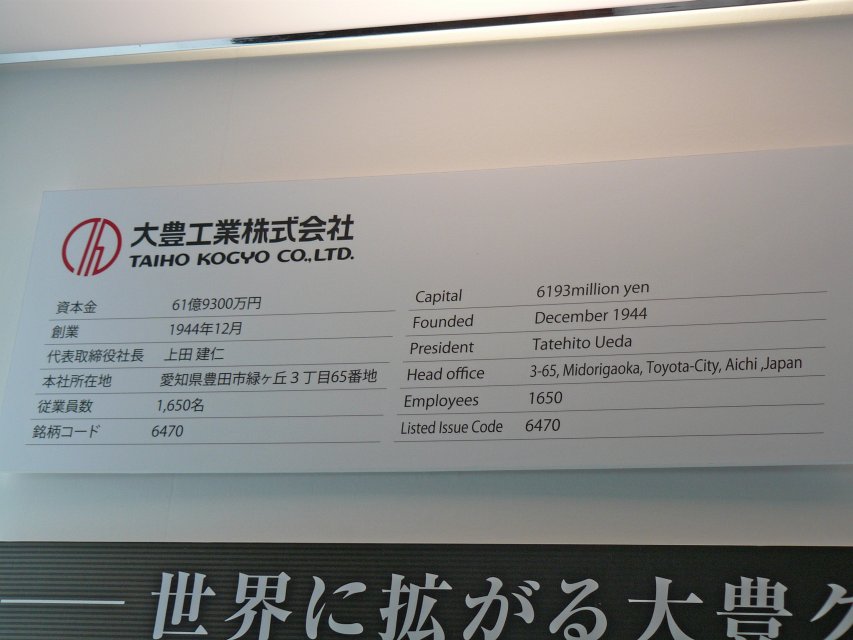 大豊工業株式会社
TAIHO KOGYO CO.,LTD.
資本金 61億9300万円
創業 1944年12月
代表取締役社長 上田 建仁
本社所在地 愛知県豊田市緑ヶ丘3丁目65番地
従業員数 1,650名
銘柄コード 6470
Capital 6193million yen
Founded December 1944
President Tatehito Ueda
Head office 3-65, Midorigaoka, Toyota-City, Aichi ,Japan
Employees 1650
Listed Issue Code 6470
世界に拡がる大豊グ